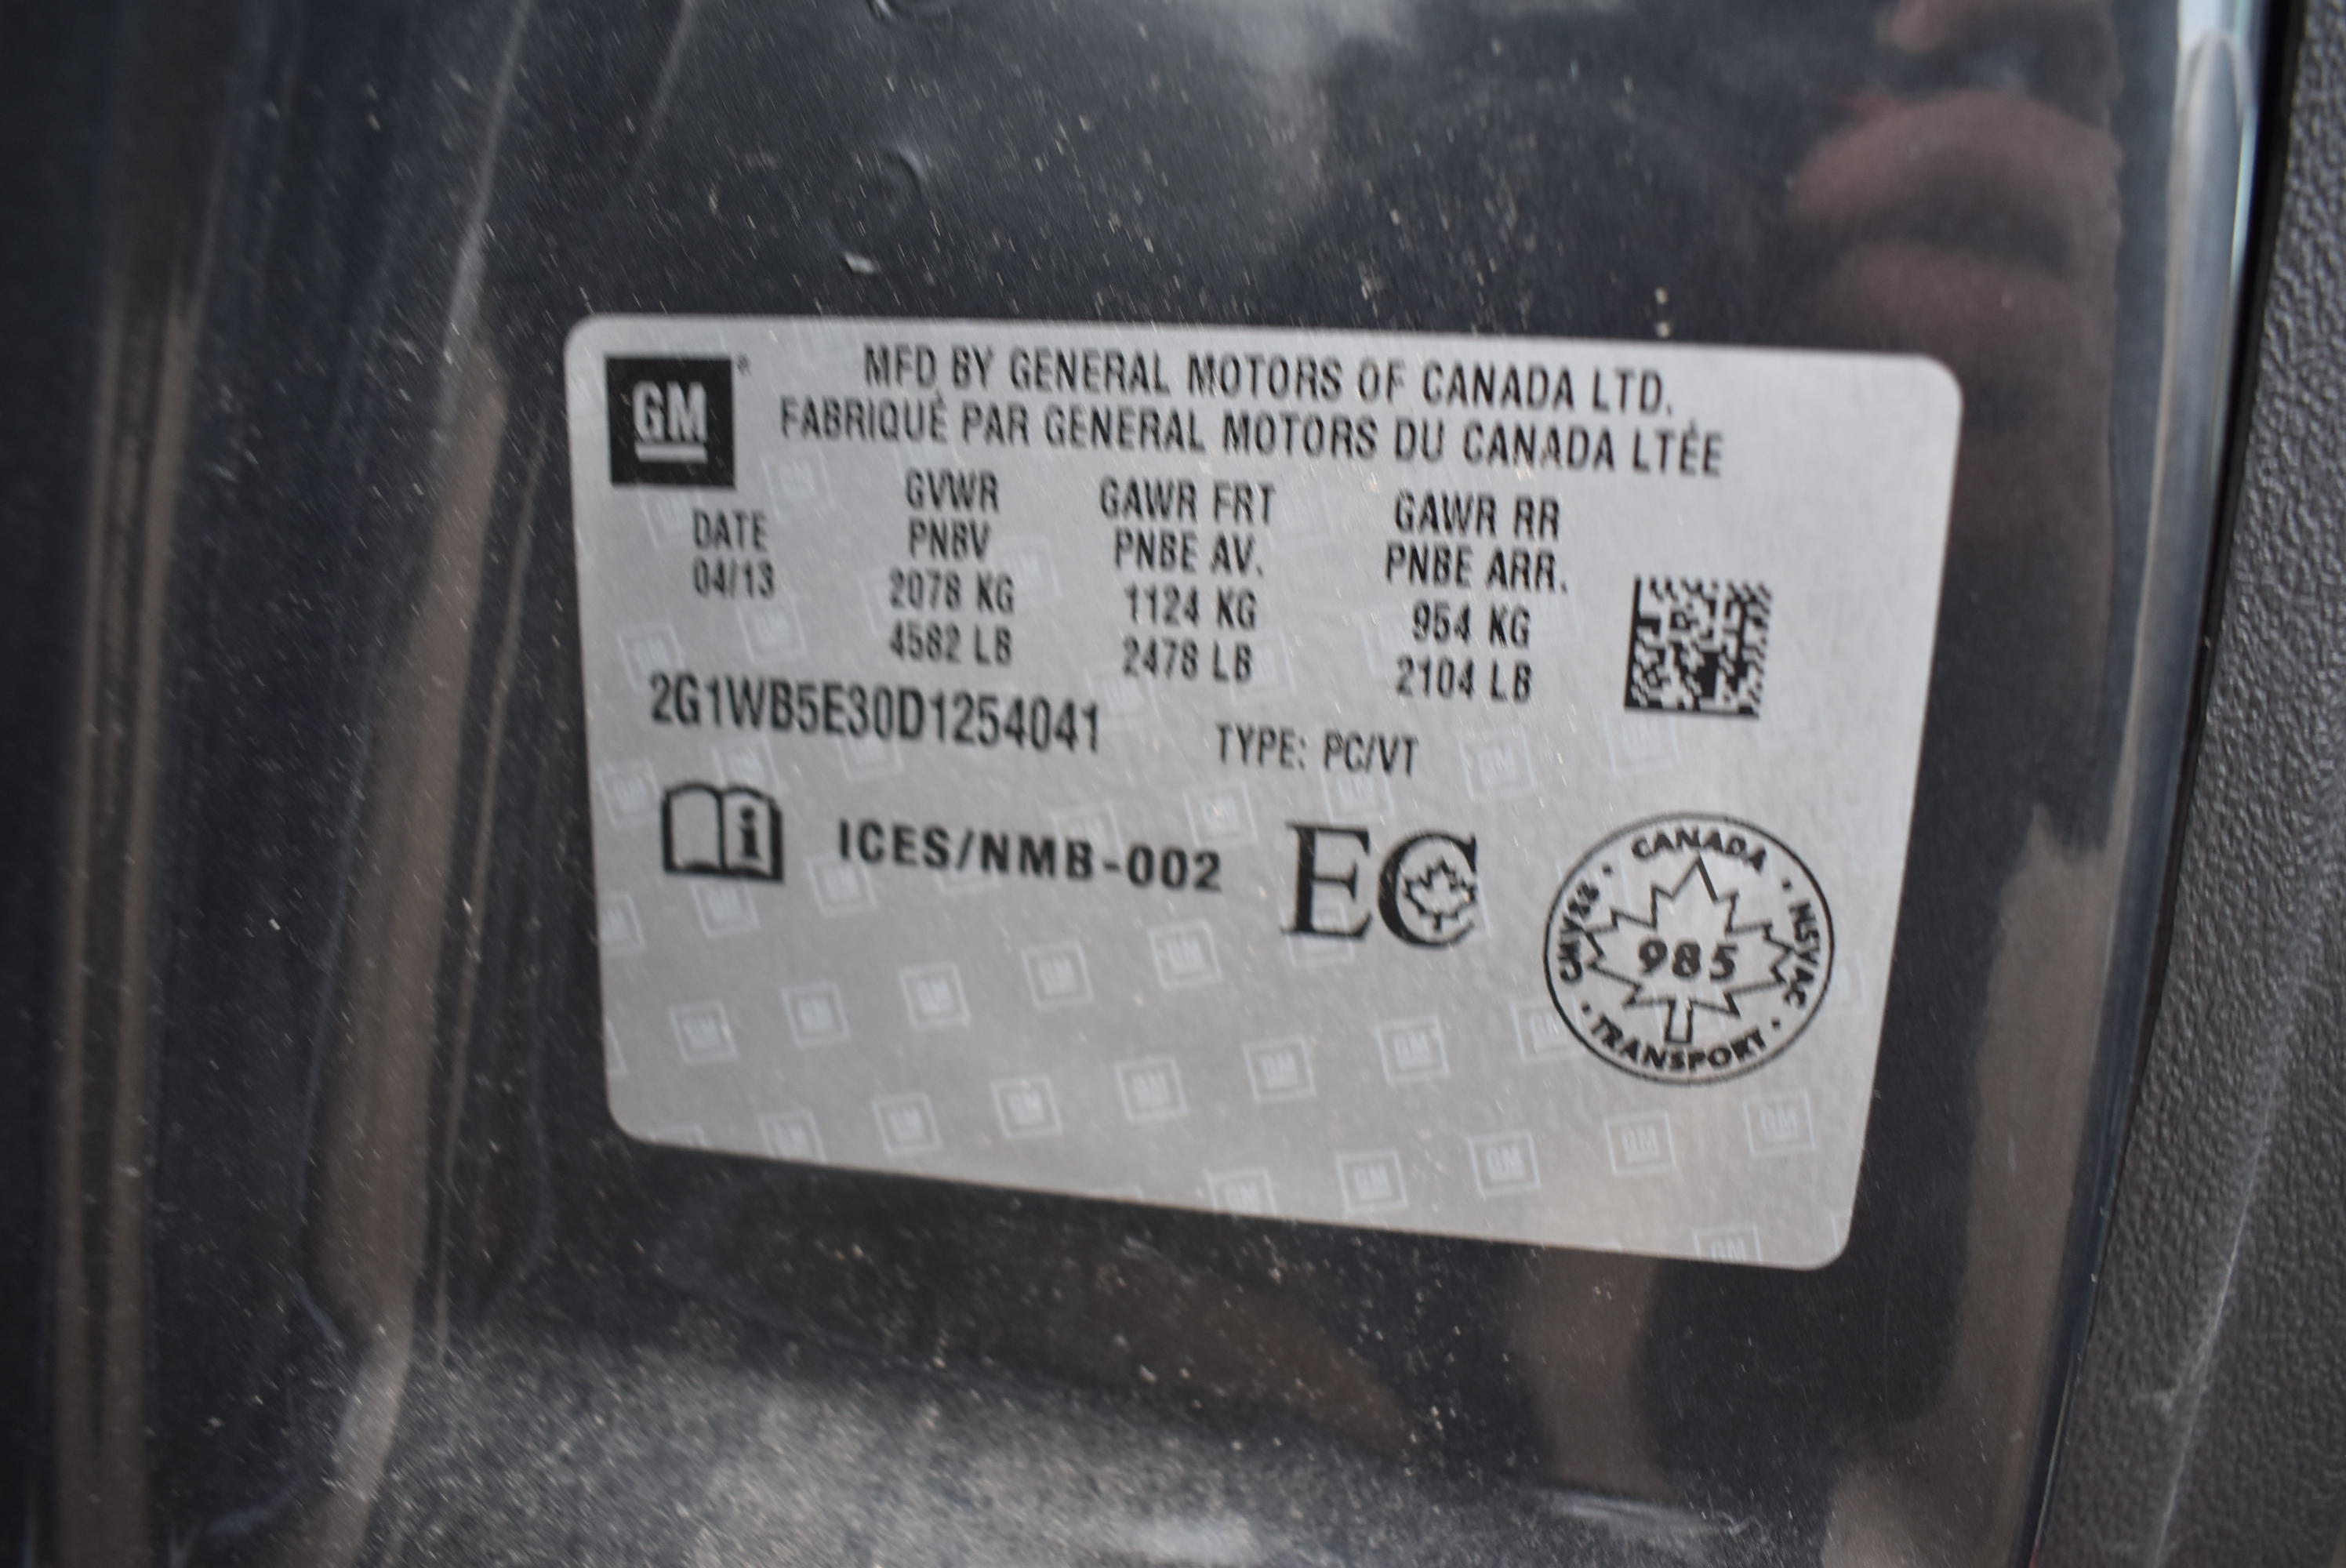 GM
MFD BY GENERAL MOTORS OF CANADA LTD.
FABRIQUÉ PAR GENERAL MOTORS DU CANADA LTÉE
DATE
04/13
GVWR
PNBV
2078 KG
4582 LB
GAWR FRT
PNBE AV.
1124 KG
2478 LB
GAWR RR
PNBE ARR.
954 KG
2104 LB
2G1WB5E30D1254041
TYPE: PC/VT
ICES/NMB-002
EC
CANADA
NSVAC
TRANSPORT
CMVSS
985